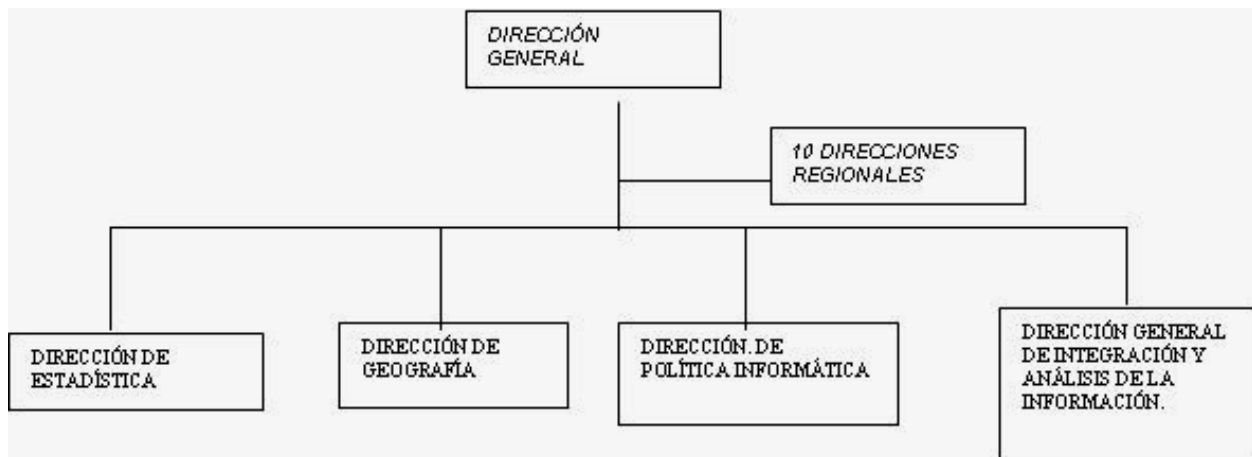 DIRECCIÓN
GENERAL
10 DIRECCIONES
REGIONALES
DIRECCIÓN DE
ESTADÍSTICA
DIRECCIÓN DE
GEOGRAFÍA
DIRECCIÓN. DE
POLÍTICA INFORMÁTICA
DIRECCIÓN GENERAL
DE INTEGRACIÓN Y
ANÁLISIS DE LA
INFORMACIÓN.